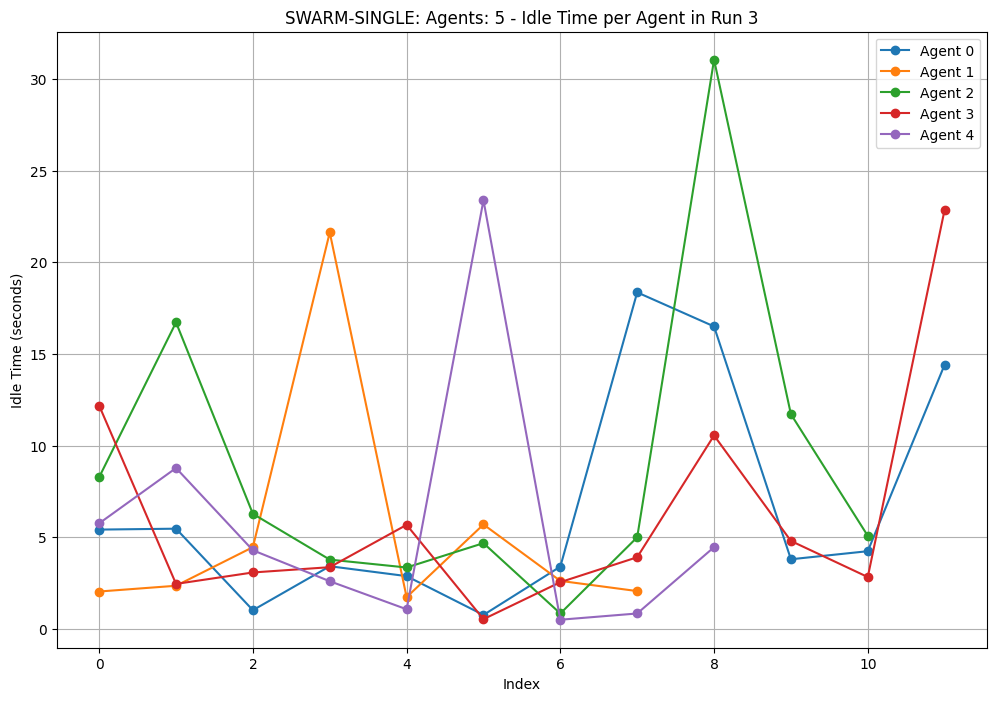 SWARM-SINGLE: Agents: 5 - Idle Time per Agent in Run 3
Agent 0
Agent 1
Agent 2
Agent 3
Agent 4
Idle Time (seconds)
30
25
20
15
10
5
0
0 2 4 6 8 10
Index